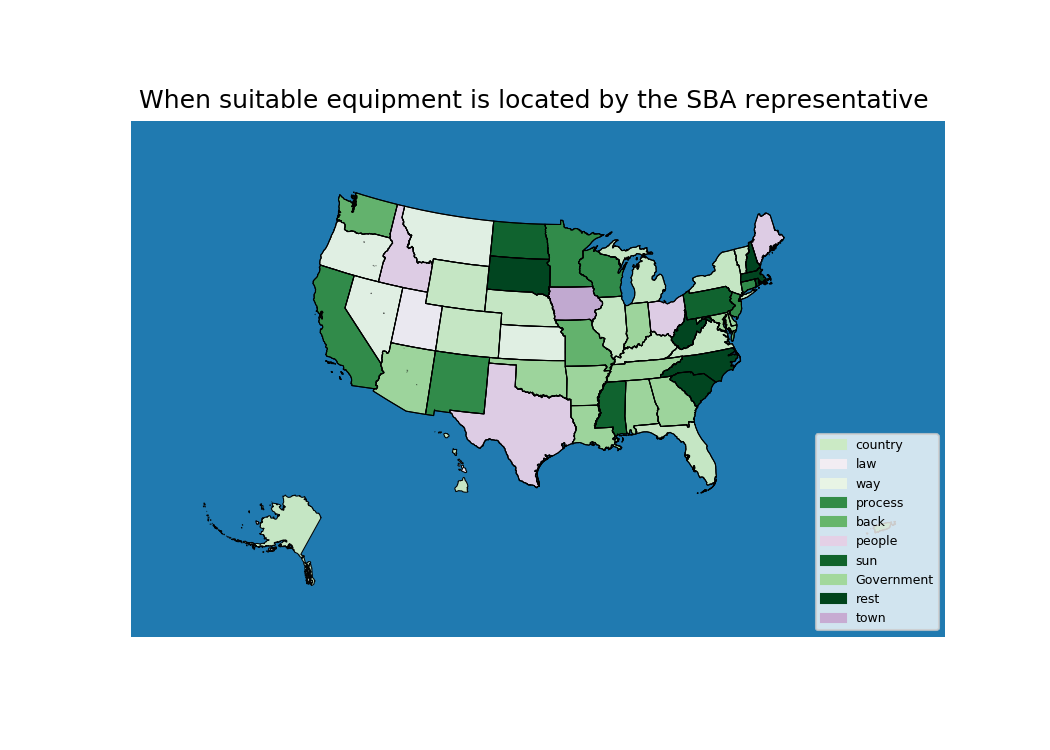 When suitable equipment is located by the SBA representative
country
law
way
process
back
people
sun
Government
rest
town